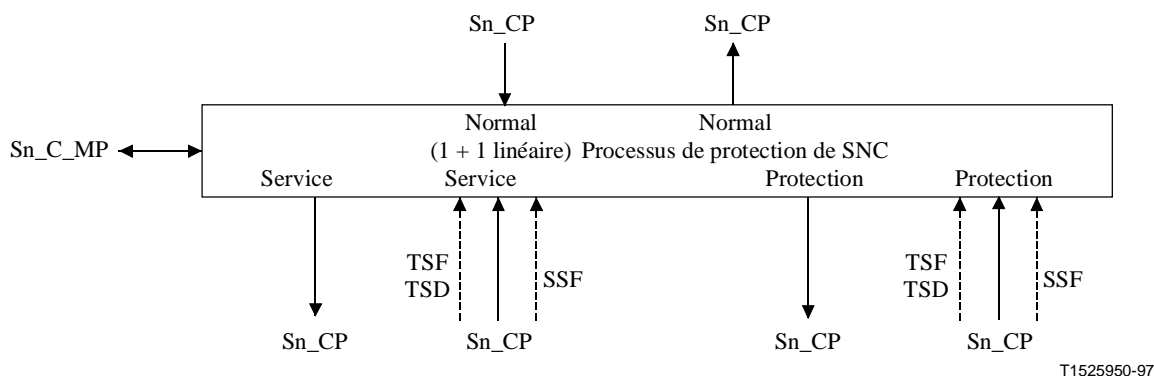 Sn_CP Sn_CP
Normal Normal
Sn_C_MP (1 + 1 linéaire) Processus de protection de SNC
Service Service Protection Protection
TSF TSF
TSD SSF TSD SSF
Sn_CP Sn_CP Sn_CP Sn_CP
T1525950-97